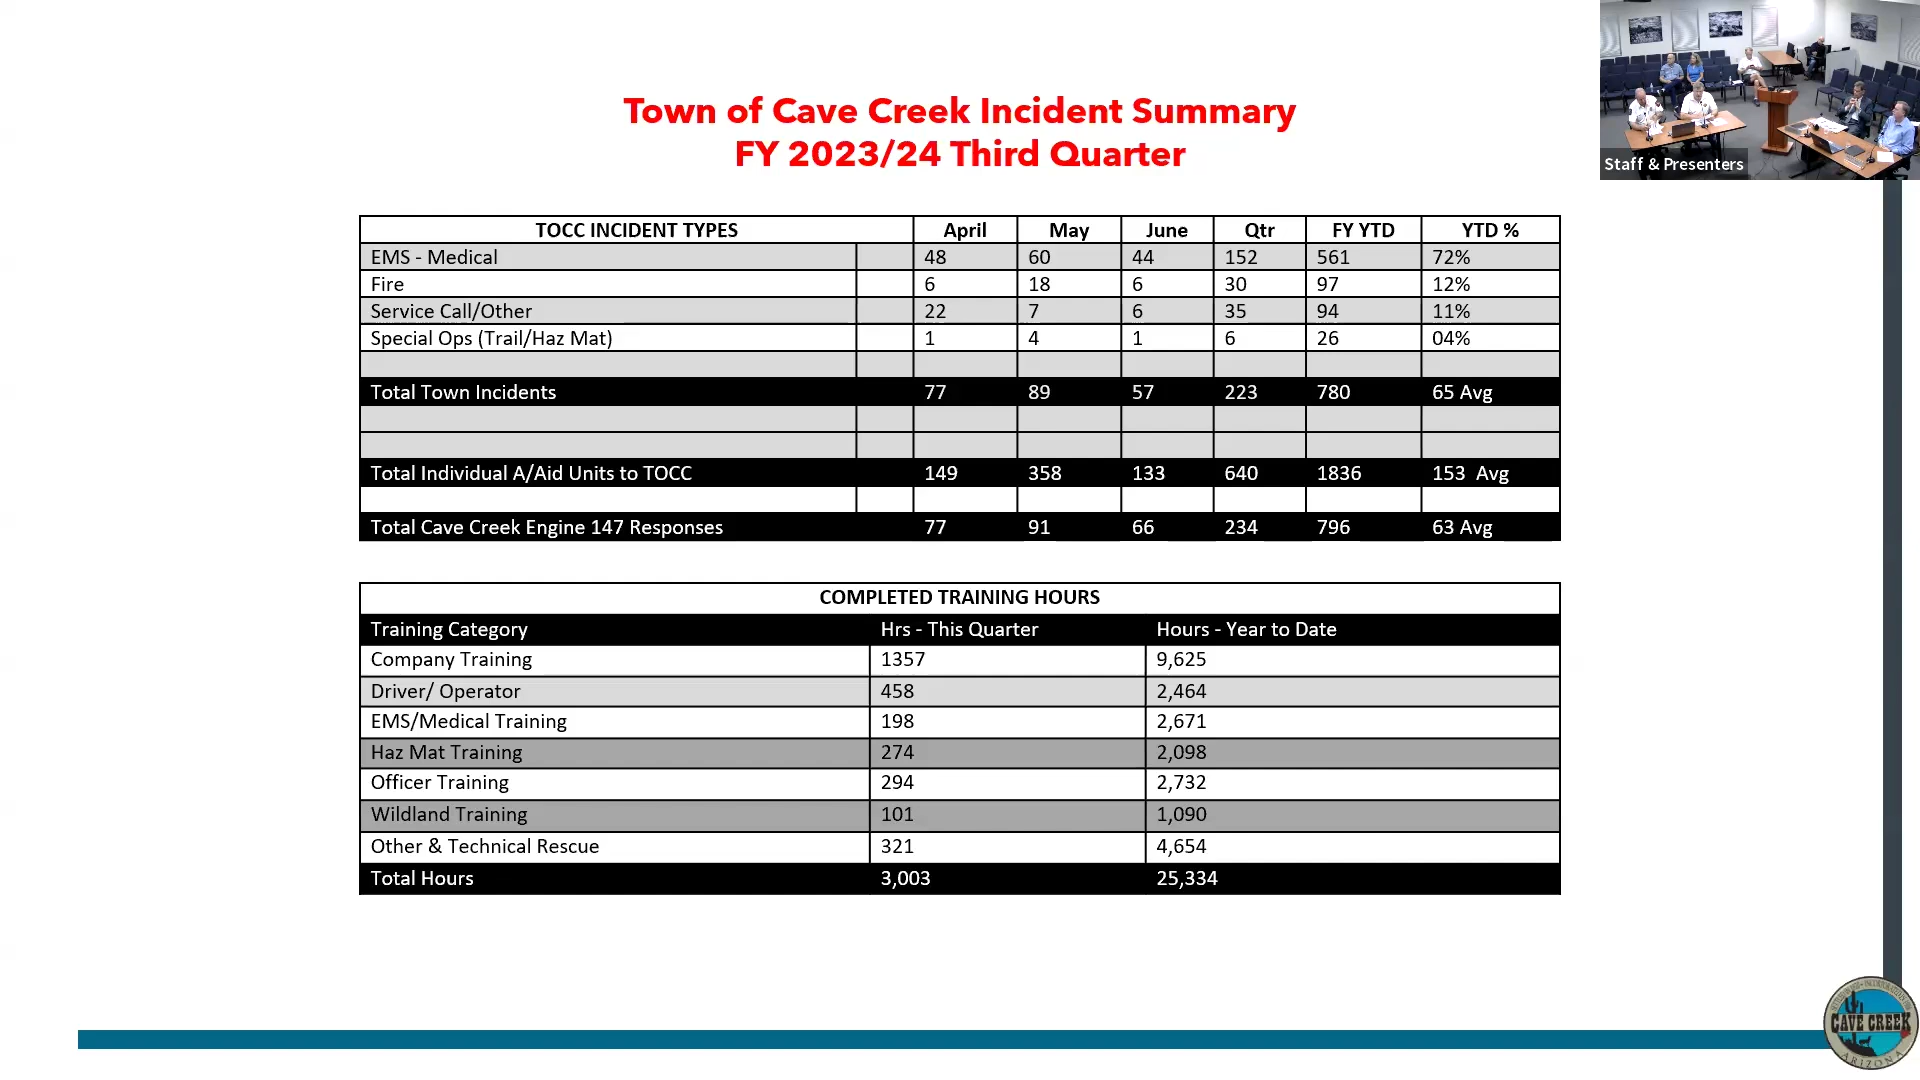 Town of Cave Creek Incident Summary
FY 2023/24 Third Quarter
Staff & Presenters
TOCC INCIDENT TYPES April May June Qtr FY YTD YTD %
EMS - Medical 48 60 44 152 561 72%
Fire 6 18 6 30 97 12%
Service Call/Other 22 7 6 35 94 11%
Special Ops (Trail/Haz Mat) 1 4 1 6 26 04%
Total Town Incidents 77 89 57 223 780 65 Avg
Total Individual A/Aid Units to TOCC 149 358 133 640 1836 153 Avg
Total Cave Creek Engine 147 Responses 77 91 66 234 796 63 Avg
COMPLETED TRAINING HOURS
Training Category Hrs - This Quarter Hours - Year to Date
Company Training 1357 9,625
Driver/ Operator 458 2,464
EMS/Medical Training 198 2,671
Haz Mat Training 274 2,098
Officer Training 294 2,732
Wildland Training 101 1,090
Other & Technical Rescue 321 4,654
Total Hours 3,003 25,334
CAVE CREEK
ARIZONA